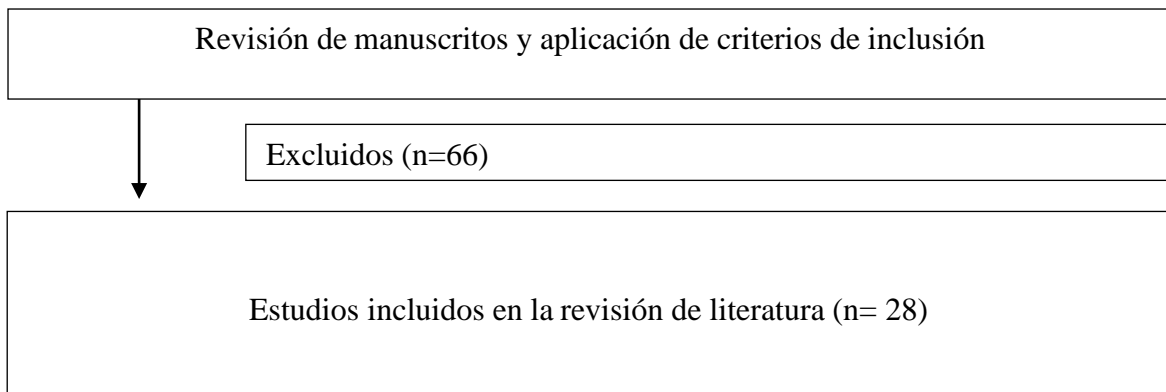 Revisión de manuscritos y aplicación de criterios de inclusión
Excluidos (n=66)
Estudios incluidos en la revisión de literatura (n= 28)